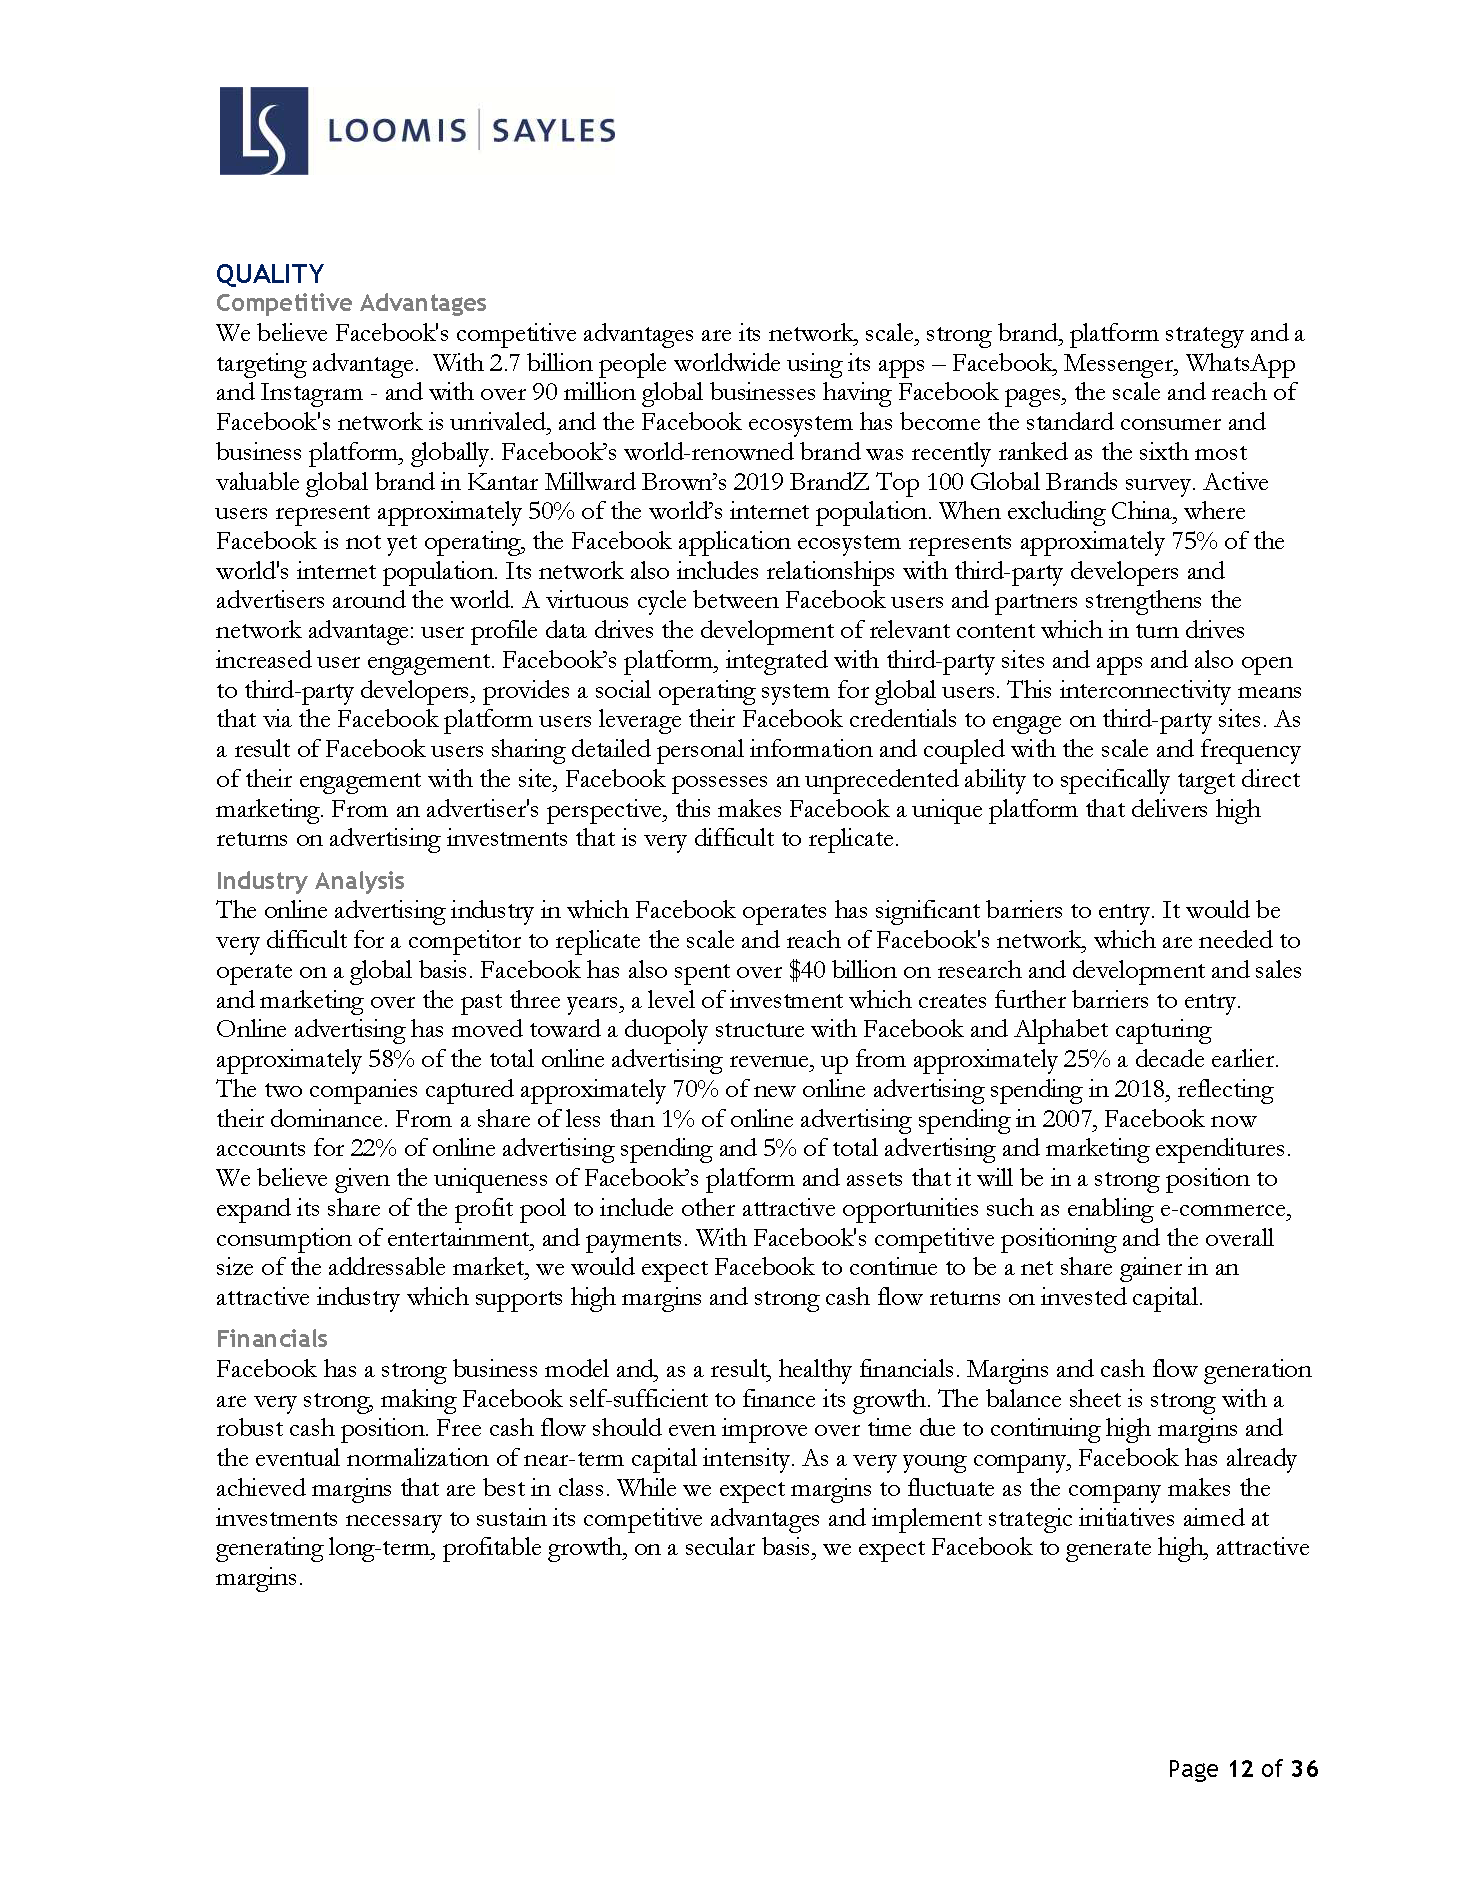 LS LOOMIS | SAYLES
QUALITY
Competitive Advantages
We believe Facebook's competitive advantages are its network, scale, strong brand, platform strategy and a
targeting advantage.  With 2.7 billion people worldwide using its apps – Facebook, Messenger, WhatsApp
and Instagram - and with over 90 million global businesses having Facebook pages, the scale and reach of
Facebook's network is unrivaled, and the Facebook ecosystem has become the standard consumer and
business platform, globally. Facebook’s world-renowned brand was recently ranked as the sixth most
valuable global brand in Kantar Millward Brown’s 2019 BrandZ Top 100 Global Brands survey. Active
users represent approximately 50% of the world’s internet population. When excluding China, where
Facebook is not yet operating, the Facebook application ecosystem represents approximately 75% of the
world's internet population. Its network also includes relationships with third-party developers and
advertisers around the world. A virtuous cycle between Facebook users and partners strengthens the
network advantage: user profile data drives the development of relevant content which in turn drives
increased user engagement. Facebook’s platform, integrated with third-party sites and apps and also open
to third-party developers, provides a social operating system for global users. This interconnectivity means
that via the Facebook platform users leverage their Facebook credentials to engage on third-party sites. As
a result of Facebook users sharing detailed personal information and coupled with the scale and frequency
of their engagement with the site, Facebook possesses an unprecedented ability to specifically target direct
marketing. From an advertiser's perspective, this makes Facebook a unique platform that delivers high
returns on advertising investments that is very difficult to replicate.
Industry Analysis
The online advertising industry in which Facebook operates has significant barriers to entry. It would be
very difficult for a competitor to replicate the scale and reach of Facebook's network, which are needed to
operate on a global basis. Facebook has also spent over $40 billion on research and development and sales
and marketing over the past three years, a level of investment which creates further barriers to entry.
Online advertising has moved toward a duopoly structure with Facebook and Alphabet capturing
approximately 58% of the total online advertising revenue, up from approximately 25% a decade earlier.
The two companies captured approximately 70% of new online advertising spending in 2018, reflecting
their dominance. From a share of less than 1% of online advertising spending in 2007, Facebook now
accounts for 22% of online advertising spending and 5% of total advertising and marketing expenditures.
We believe given the uniqueness of Facebook’s platform and assets that it will be in a strong position to
expand its share of the profit pool to include other attractive opportunities such as enabling e-commerce,
consumption of entertainment, and payments. With Facebook's competitive positioning and the overall
size of the addressable market, we would expect Facebook to continue to be a net share gainer in an
attractive industry which supports high margins and strong cash flow returns on invested capital.
Financials
Facebook has a strong business model and, as a result, healthy financials. Margins and cash flow generation
are very strong, making Facebook self-sufficient to finance its growth. The balance sheet is strong with a
robust cash position. Free cash flow should even improve over time due to continuing high margins and
the eventual normalization of near-term capital intensity. As a very young company, Facebook has already
achieved margins that are best in class. While we expect margins to fluctuate as the company makes the
investments necessary to sustain its competitive advantages and implement strategic initiatives aimed at
generating long-term, profitable growth, on a secular basis, we expect Facebook to generate high, attractive
margins.
Page 12 of 36